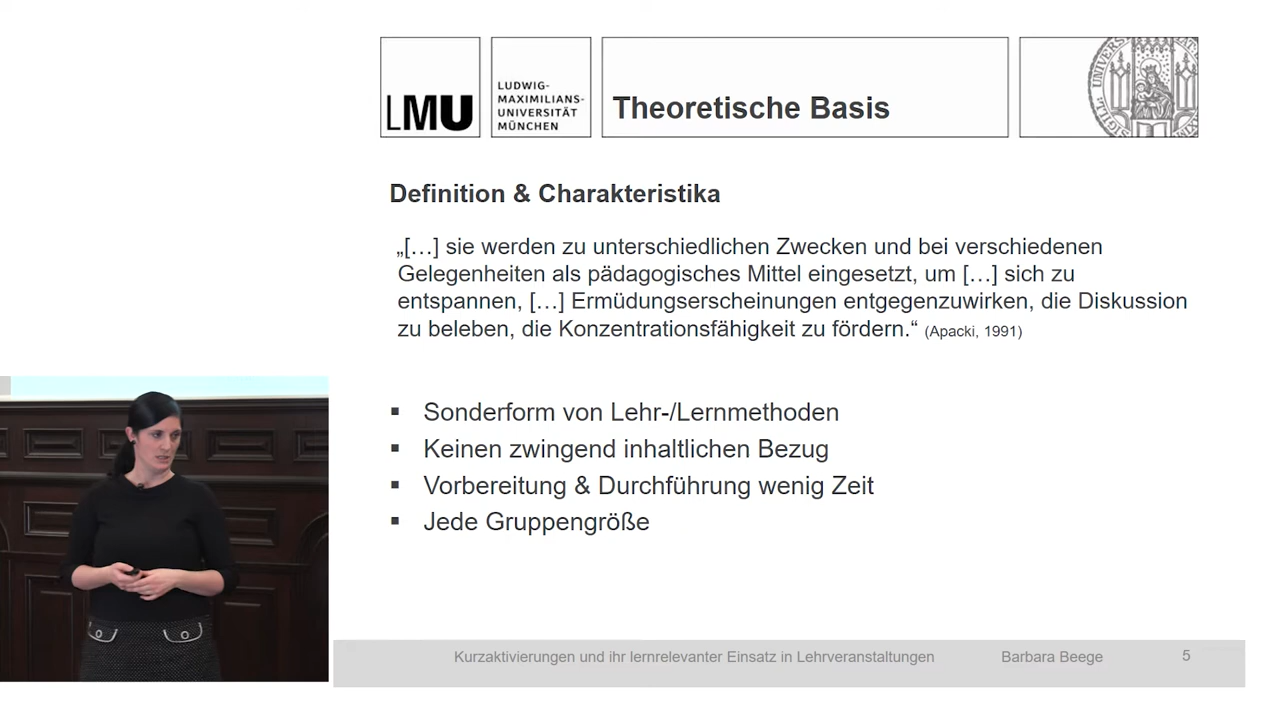 LMU
LUDWIG-
MAXIMILIANS-
UNIVERSITÄT
MÜNCHEN
Theoretische Basis
Definition & Charakteristika
„[…] sie werden zu unterschiedlichen Zwecken und bei verschiedenen
Gelegenheiten als pädagogisches Mittel eingesetzt, um […] sich zu
entspannen, […] Ermüdungserscheinungen entgegenzuwirken, die Diskussion
zu beleben, die Konzentrationsfähigkeit zu fördern.“ (Apacki, 1991)
▪ Sonderform von Lehr-/Lernmethoden
▪ Keinen zwingend inhaltlichen Bezug
▪ Vorbereitung & Durchführung wenig Zeit
▪ Jede Gruppengröße
Kurzaktivierungen und ihr lernrelevanter Einsatz in Lehrveranstaltungen Barbara Beege 5